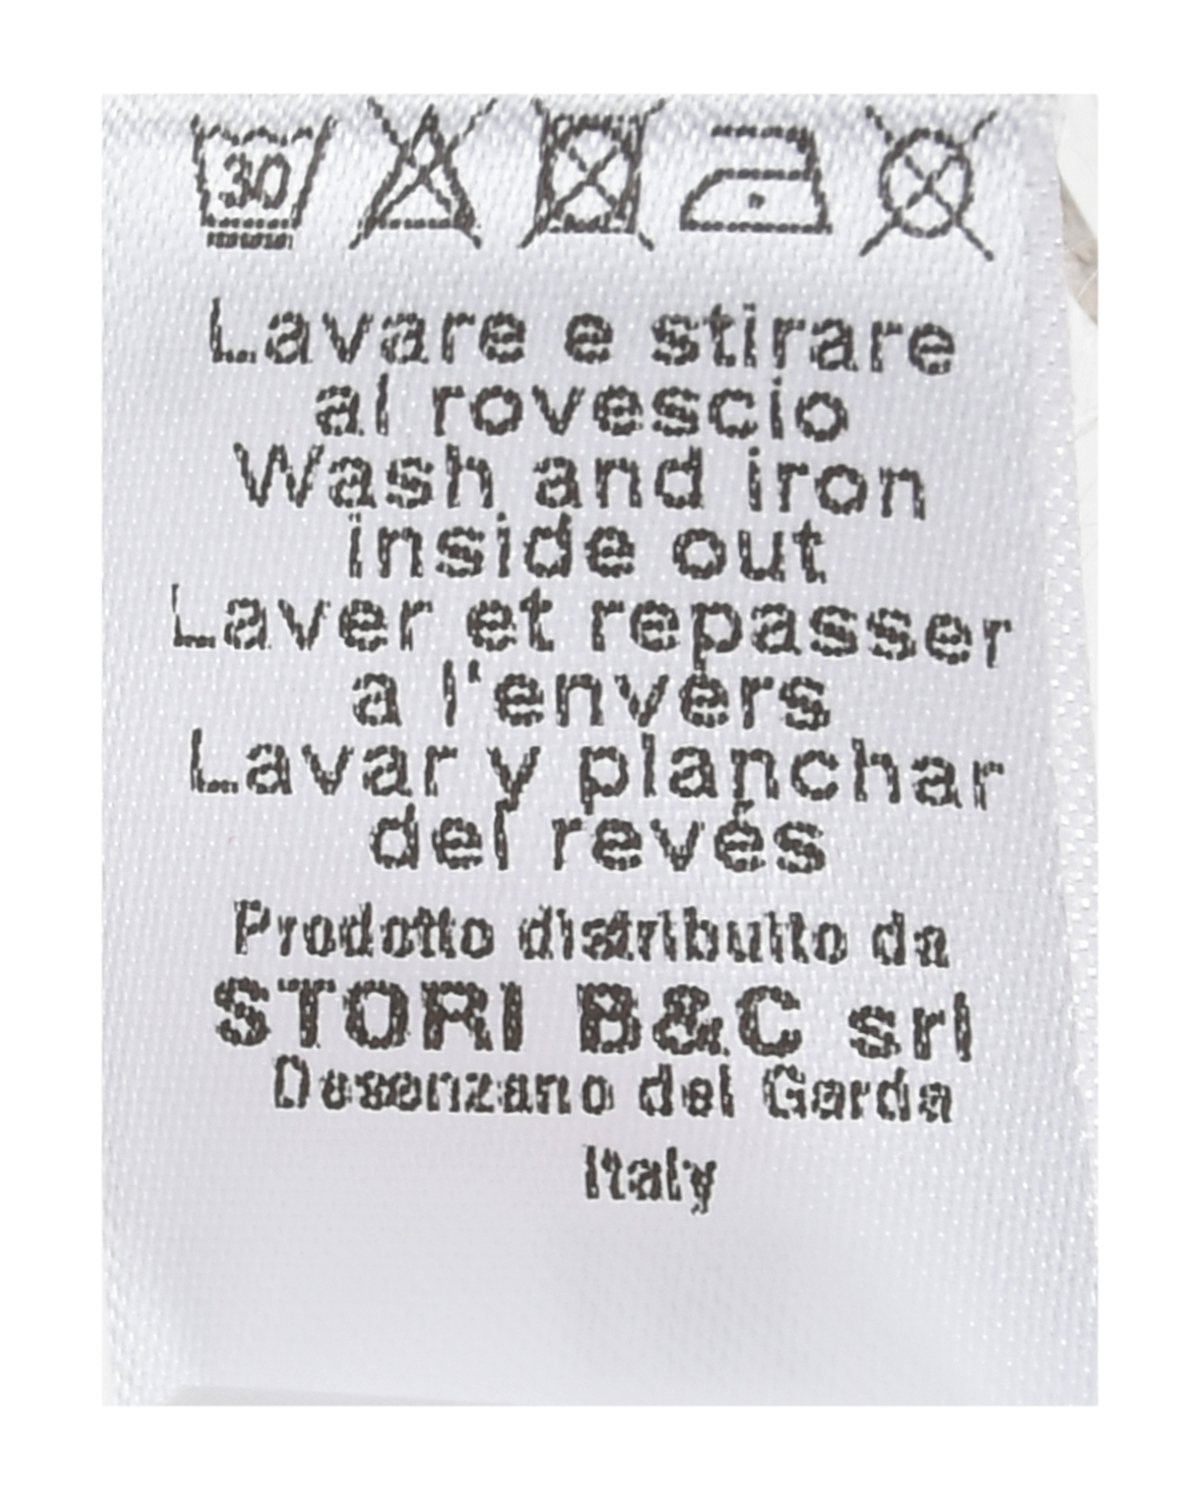 30
Lavare e stirare
al rovescio
Wash and iron
inside out
Laver et repasser
a l'envers
Lavar y planchar
del revés
Prodotto distribuito da
STORI B&C srl
Desenzano del Garda
Italy